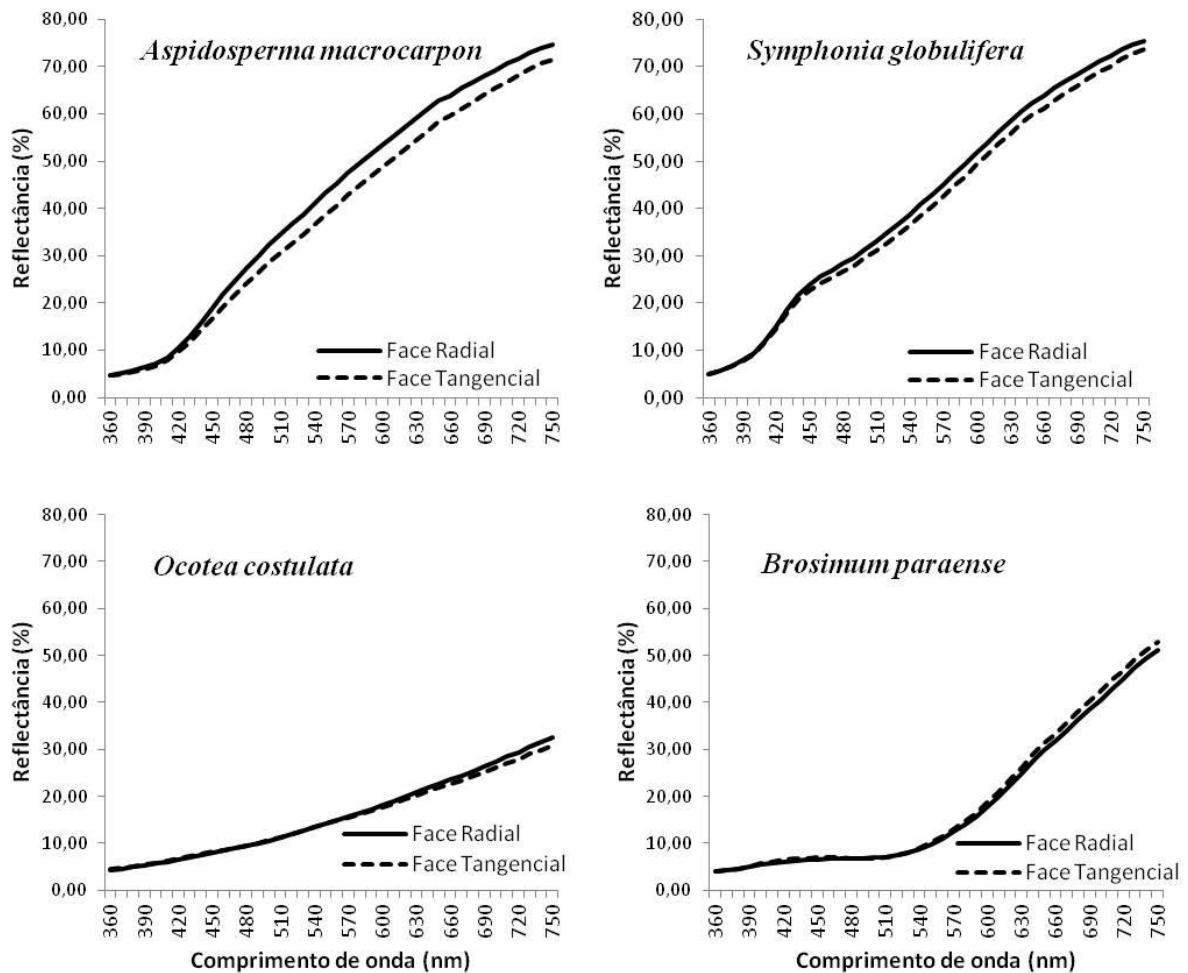 Aspidosperma macrocarpon
Reflectância (%)
80,00
70,00
60,00
50,00
40,00
30,00
20,00
10,00
0,00
Face Radial
Face Tangencial
360 390 420 450 480 510 540 570 600 630 660 690 720 750
Symphonia globulifera
Reflectância (%)
80,00
70,00
60,00
50,00
40,00
30,00
20,00
10,00
0,00
Face Radial
Face Tangencial
360 390 420 450 480 510 540 570 600 630 660 690 720 750
Ocotea costulata
Reflectância (%)
80,00
70,00
60,00
50,00
40,00
30,00
20,00
10,00
0,00
Face Radial
Face Tangencial
360 390 420 450 480 510 540 570 600 630 660 690 720 750
Comprimento de onda (nm)
Brosimum paraense
Reflectância (%)
80,00
70,00
60,00
50,00
40,00
30,00
20,00
10,00
0,00
Face Radial
Face Tangencial
360 390 420 450 480 510 540 570 600 630 660 690 720 750
Comprimento de onda (nm)